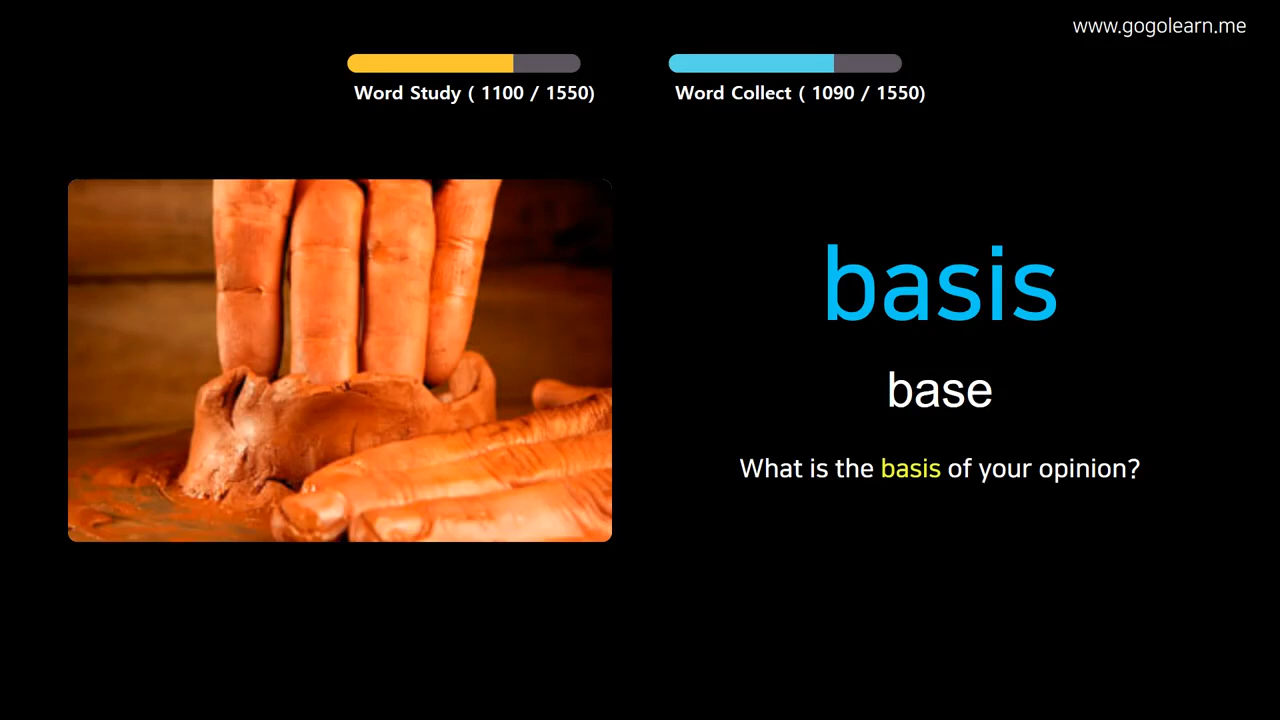 www.gogolearn.me
Word Study ( 1100 / 1550)
Word Collect ( 1090 / 1550)
basis
base
What is the basis of your opinion?